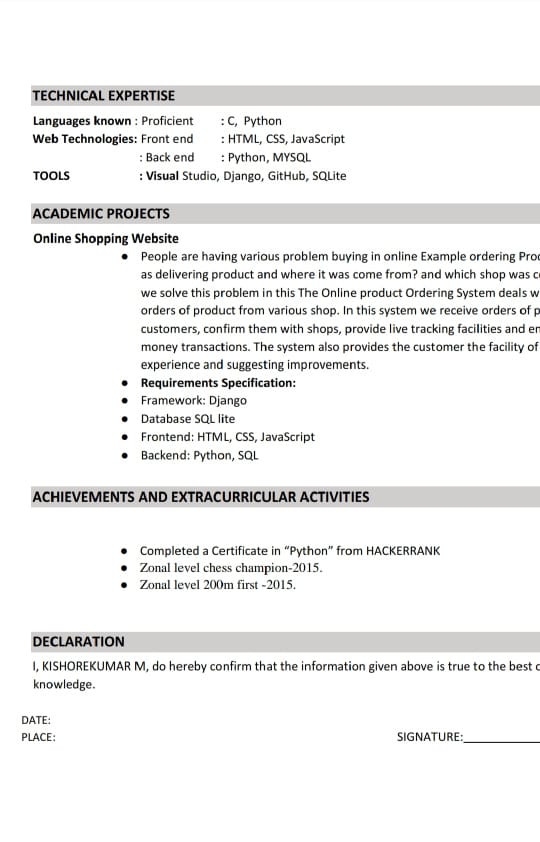 TECHNICAL EXPERTISE
Languages known : Proficient : C, Python
Web Technologies: Front end : HTML, CSS, JavaScript
: Back end : Python, MYSQL
TOOLS : Visual Studio, Django, GitHub, SQLite
ACADEMIC PROJECTS
Online Shopping Website
● People are having various problem buying in online Example ordering
as delivering product and where it was come from? and which shop was
we solve this problem in this The Online product Ordering System deals
orders of product from various shop. In this system we receive orders of
customers, confirm them with shops, provide live tracking facilities and
money transactions. The system also provides the customer the facility of
experience and suggesting improvements.
● Requirements Specification:
● Framework: Django
● Database SQL lite
● Frontend: HTML, CSS, JavaScript
● Backend: Python, SQL
ACHIEVEMENTS AND EXTRACURRICULAR ACTIVITIES
● Completed a Certificate in “Python” from HACKERRANK
● Zonal level chess champion-2015.
● Zonal level 200m first -2015.
DECLARATION
I, KISHOREKUMAR M, do hereby confirm that the information given above is true to the best
knowledge.
DATE:
PLACE: SIGNATURE:____________